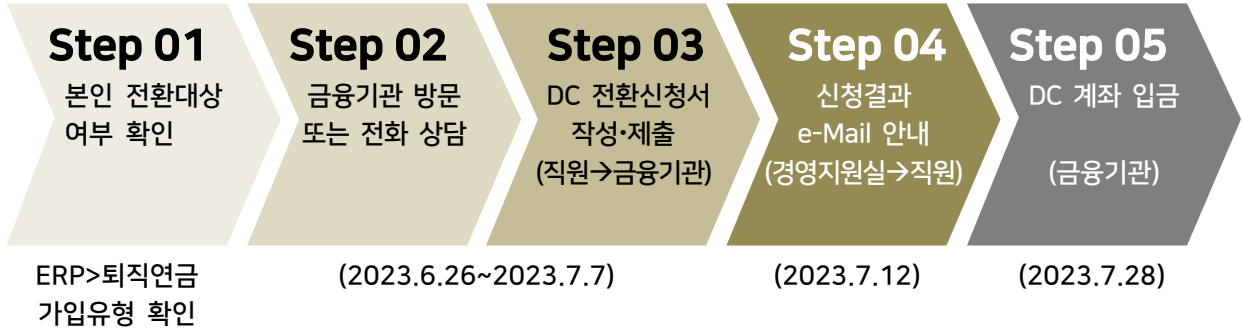 Step 01
본인 전환대상
여부 확인
Step 02
금융기관 방문
또는 전화 상담
Step 03
DC 전환신청서
작성·제출
(직원→금융기관)
Step 04
신청결과
e-Mail 안내
(경영지원실→직원)
Step 05
DC 계좌 입금
(금융기관)
ERP>퇴직연금
가입유형 확인
(2023.6.26~2023.7.7)
(2023.7.12)
(2023.7.28)